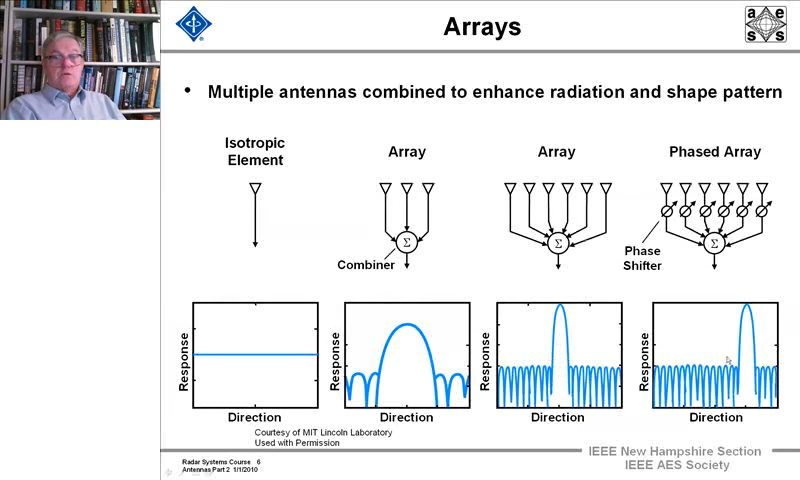 Arrays
a e
s s
• Multiple antennas combined to enhance radiation and shape pattern
Isotropic
Element
Array
Array
Phased Array
Σ
Σ
Σ
Combiner
Phase
Shifter
Response
Direction
Response
Direction
Response
Direction
Response
Direction
Courtesy of MIT Lincoln Laboratory
Used with Permission
Radar Systems Course 6
Antennas Part 2 1/1/2010
IEEE New Hampshire Section
IEEE AES Society